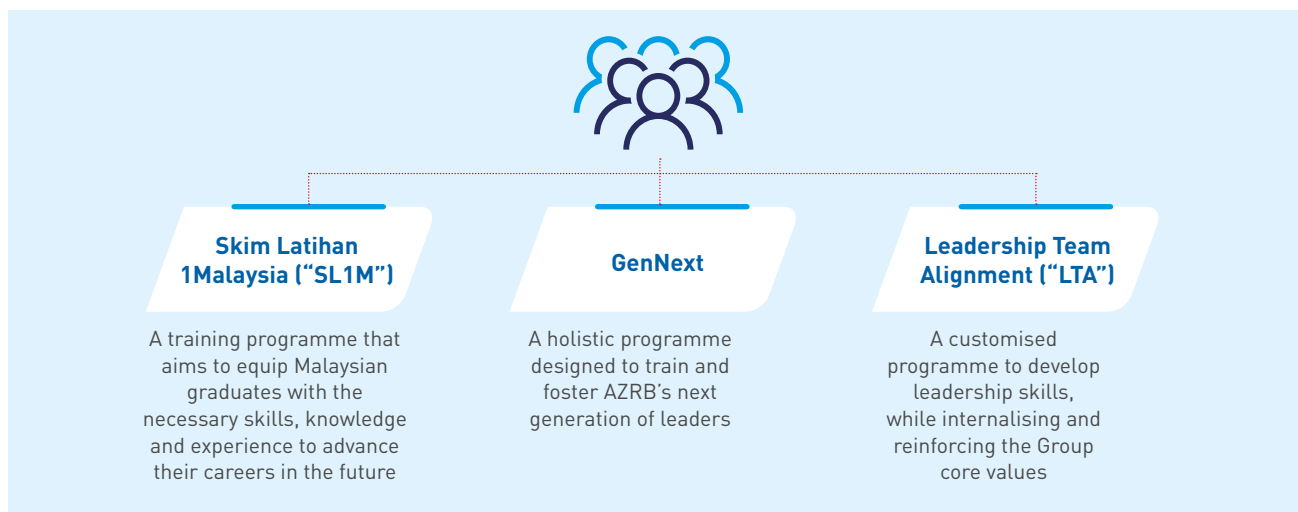 Skim Latihan
1Malaysia (“SL1M”)
A training programme that
aims to equip Malaysian
graduates with the
necessary skills, knowledge
and experience to advance
their careers in the future
GenNext
A holistic programme
designed to train and
foster AZRB’s next
generation of leaders
Leadership Team
Alignment (“LTA”)
A customised
programme to develop
leadership skills,
while internalising and
reinforcing the Group
core values